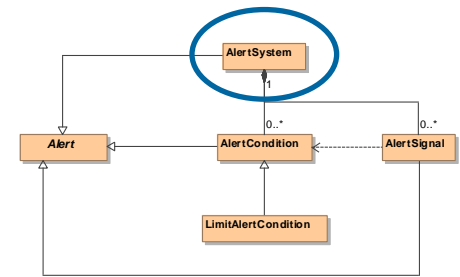 AlertSystem
1
0..*
0..*
Alert
AlertCondition
AlertSignal
LimitAlertCondition